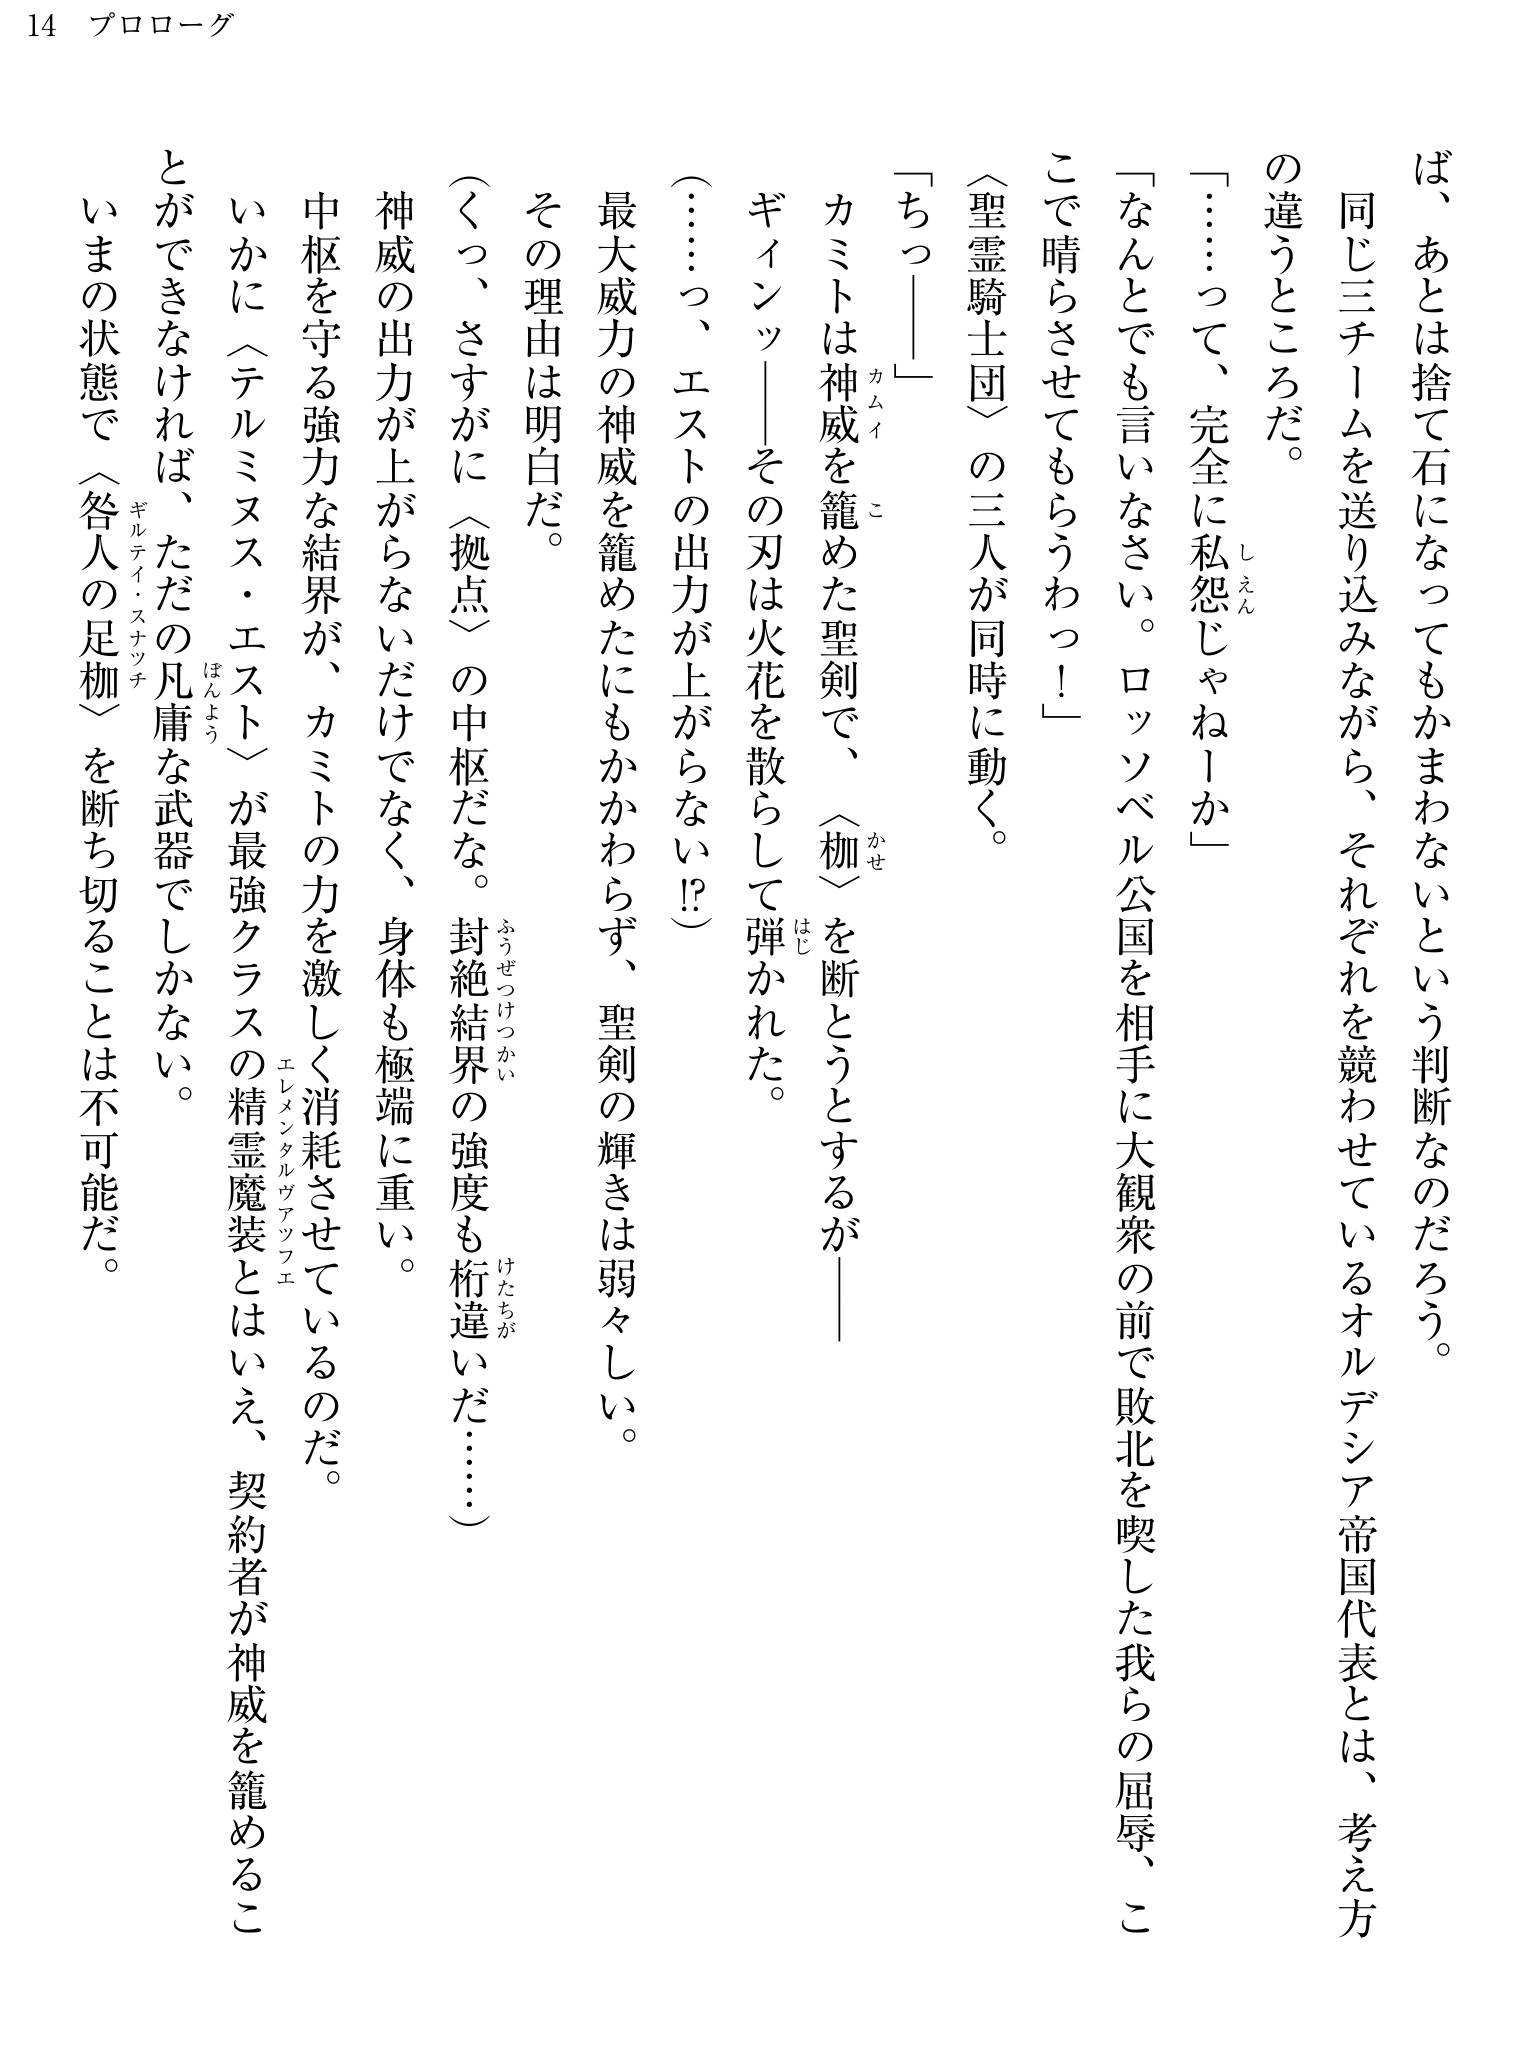 14 プロローグ
ば、あとは捨て石になってもかまわないという判断なのだろう。
同じ三チームを送り込みながら、それぞれを競わせているオルデシア帝国代表とは、考え方
の違うところだ。
「……って、完全に私怨じゃねーか」
「なんとでも言いなさい。ロッソベル公国を相手に大観衆の前で敗北を喫した我らの屈辱、こ
こで晴らさせてもらうわっ！」
〈聖霊騎士団〉の三人が同時に動く。
「ちっ――」
カミトは神威を籠めた聖剣で、〈枷〉を断とうとするが――
ギィンッ――その刃は火花を散らして弾かれた。
（……っ、エストの出力が上がらない!?）
最大威力の神威を籠めたにもかかわらず、聖剣の輝きは弱々しい。
その理由は明白だ。
（くっ、さすがに〈拠点〉の中枢だな。封絶結界の強度も桁違いだ……）
神威の出力が上がらないだけでなく、身体も極端に重い。
中枢を守る強力な結界が、カミトの力を激しく消耗させているのだ。
いかに〈テルミヌス・エスト〉が最強クラスの精霊魔装とはいえ、契約者が神威を籠めるこ
とができなければ、ただの凡庸な武器でしかない。
いまの状態で〈咎人の足枷〉を断ち切ることは不可能だ。